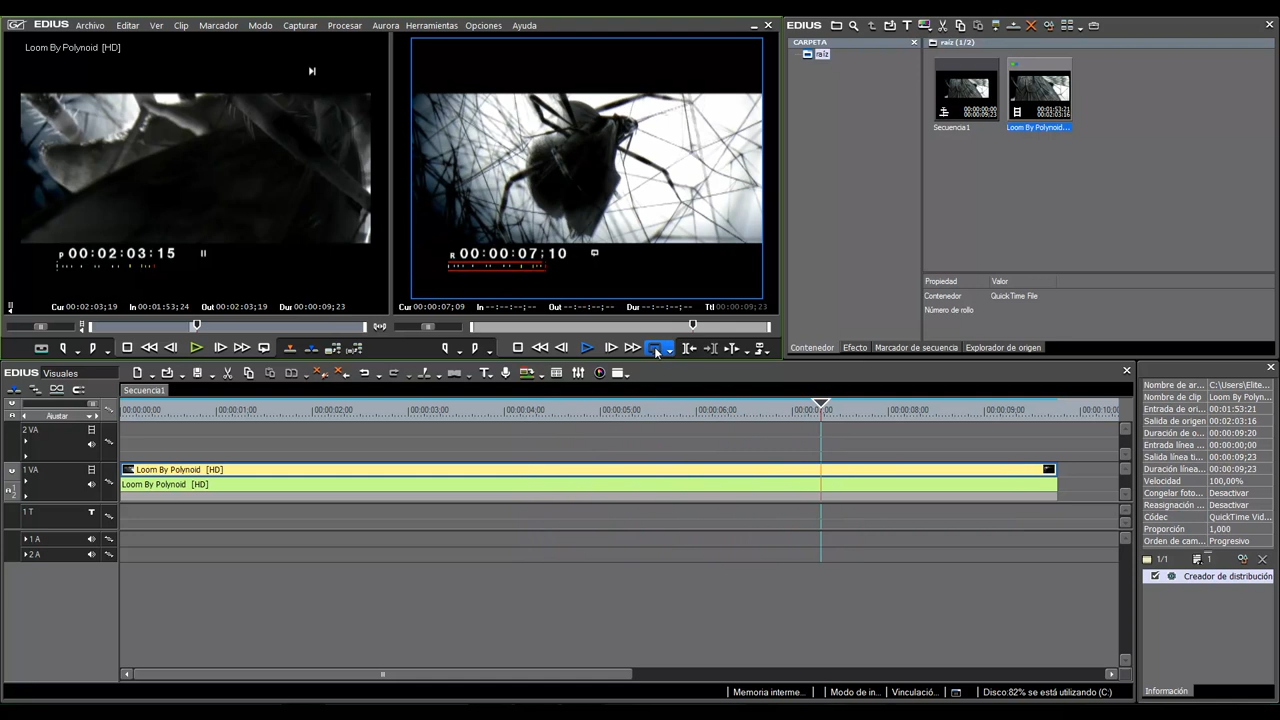 Archivo Editar Ver Clip Marcador Modo Capturar Procesar Aurora Herramientas Opciones Ayuda
Loom By Polynoid [HD]
P 00:02:03:15
Cur 00:02:03;19 In 00:01:53;24 Out 00:02:03;19 Dur 00:00:09;23
R 00:00:07;10
Cur 00:00:07;09 In --:--:--;-- Out --:--:--;-- Dur --:--:--;-- Ttl 00:00:09;23
EDIUS
CARPETA
raíz
raíz (1/2)
00:00:00;00
00:00:09;23
Secuencia1
00:01:53;21
00:02:03;16
Loom By Polynoid...
Propiedad Valor
Contenedor QuickTime File
Número de rollo
Contenedor Efecto Marcador de secuencia Explorador de origen
EDIUS Visuales
Secuencia1
Ajustar
00:00:00;00 00:00:01;00 00:00:02;00 00:00:03;00 00:00:04;00 00:00:05;00 00:00:06;00 00:00:08;00 00:00:09;00 00:00:10;00
2 VA
1 VA
Loom By Polynoid [HD]
Loom By Polynoid [HD]
1 T
1 A
2 A
Nombre de ar... C:\Users\Elite...
Nombre de clip Loom By Polyn...
Entrada de ori... 00:01:53;21
Salida de origen 00:02:03;16
Duración de o... 00:00:09;20
Entrada línea ... 00:00:00;00
Salida línea ti... 00:00:09;23
Duración línea... 00:00:09;23
Velocidad 100,00%
Congelar foto... Desactivar
Reasignación ... Desactivar
Códec QuickTime Vid...
Proporción 1,000
Orden de cam... Progresivo
1/1 1
Creador de distribución
Información
Memoria interme... Modo de in... Vinculació... Disco:82% se está utilizando (C:)